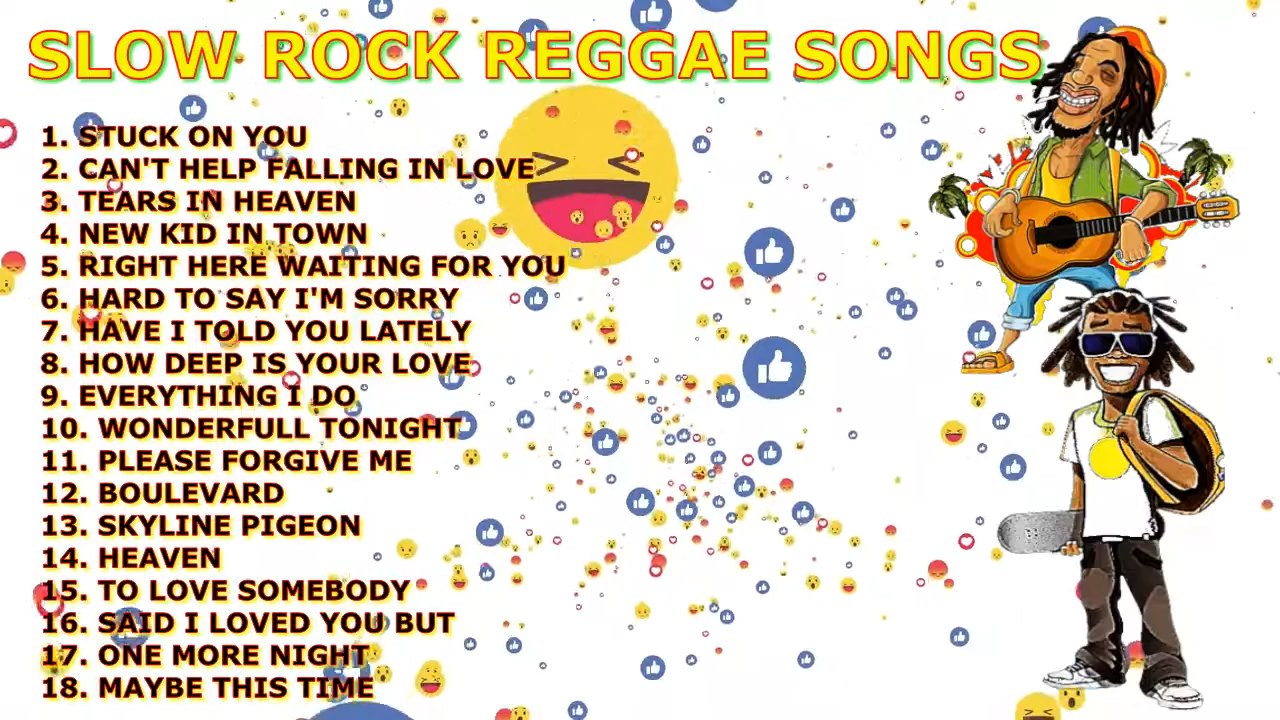 SLOW ROCK REGGAE SONGS
1. STUCK ON YOU
2. CAN'T HELP FALLING IN LOVE
3. TEARS IN HEAVEN
4. NEW KID IN TOWN
5. RIGHT HERE WAITING FOR YOU
6. HARD TO SAY I'M SORRY
7. HAVE I TOLD YOU LATELY
8. HOW DEEP IS YOUR LOVE
9. EVERYTHING I DO
10. WONDERFULL TONIGHT
11. PLEASE FORGIVE ME
12. BOULEVARD
13. SKYLINE PIGEON
14. HEAVEN
15. TO LOVE SOMEBODY
16. SAID I LOVED YOU BUT
17. ONE MORE NIGHT
18. MAYBE THIS TIME